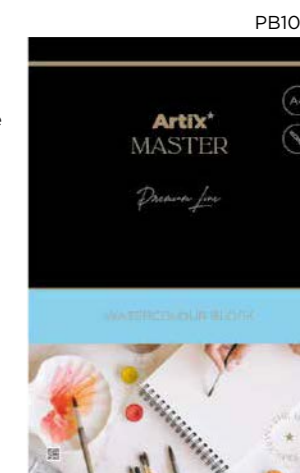 PB10
e
Artix*
MASTER
Premium Line
WATERCOLOUR BLOCK